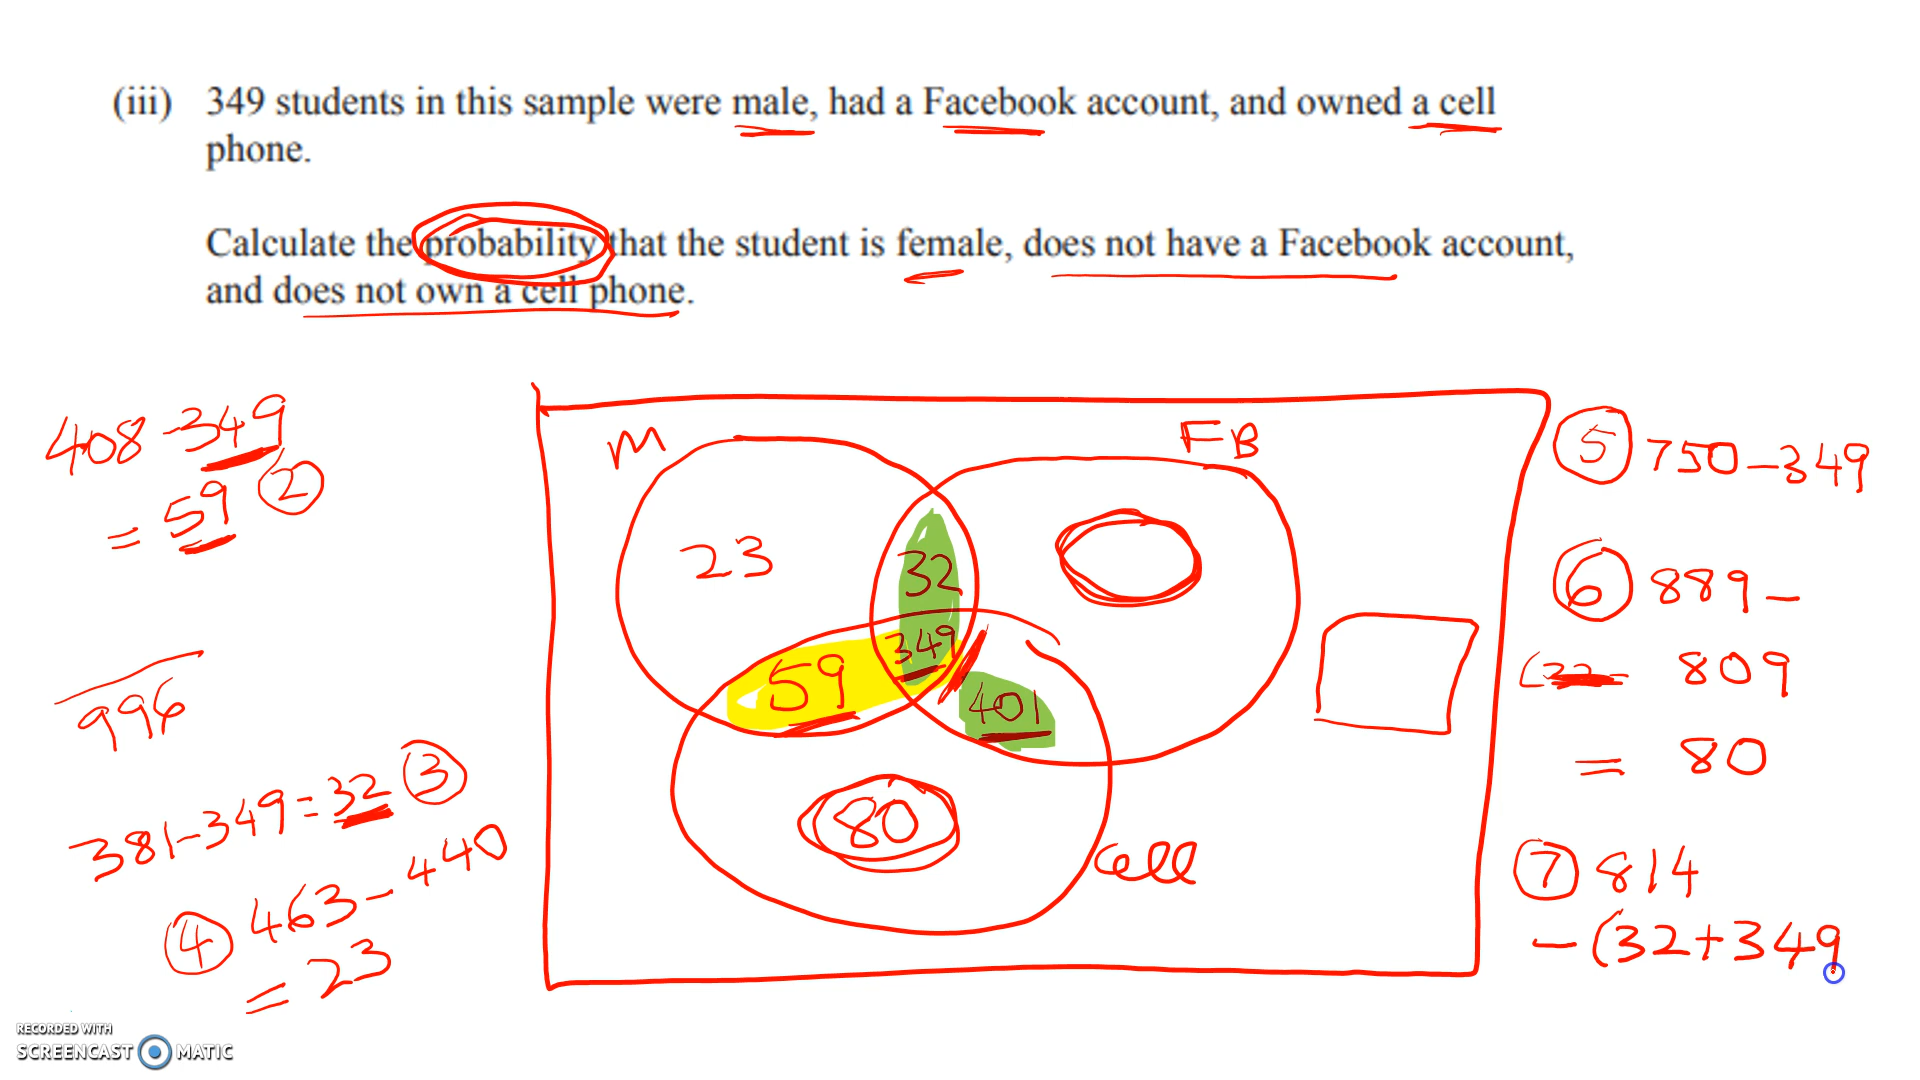 (iii) 349 students in this sample were male, had a Facebook account, and owned a cell
phone.
Calculate the probability that the student is female, does not have a Facebook account,
and does not own a cell phone.
408-349
= 59 ②
996
381-349=32 ③
④ 463-440
= 23
M
FB
23
32
349
59
401
80
Cell
⑤ 750-349
⑥ 889-
809
= 80
⑦ 814
-(32+349
RECORDED WITH
SCREENCAST MATIC